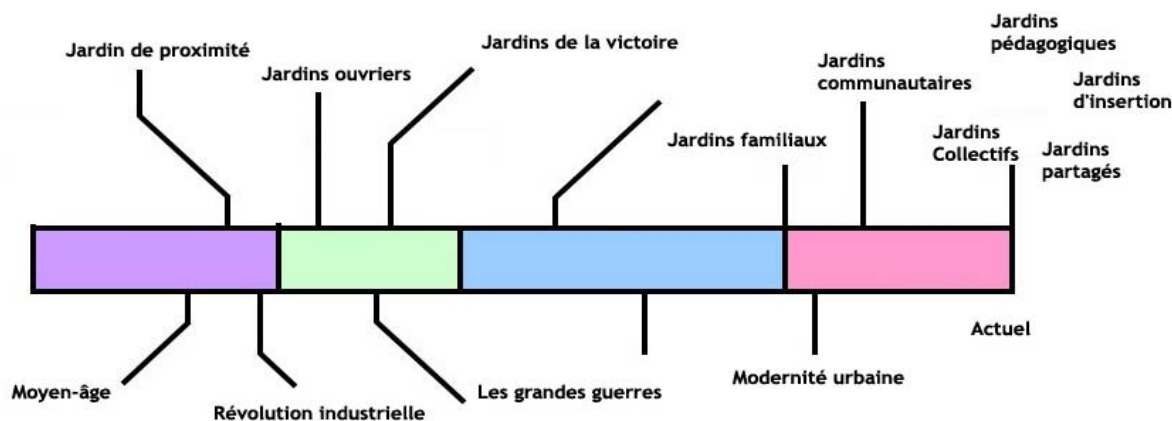 Jardin de proximité
Jardins ouvriers
Jardins de la victoire
Jardins familiaux
Jardins
communautaires
Jardins
pédagogiques
Jardins
d'insertion
Jardins
Collectifs
Jardins
partagés
Moyen-âge
Révolution industrielle
Les grandes guerres
Modernité urbaine
Actuel